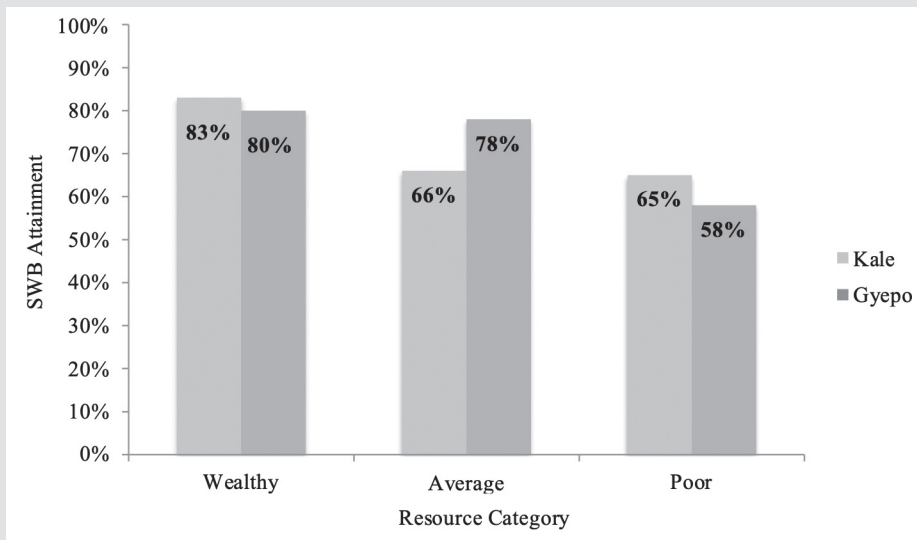 100%
90%
80%
70%
60%
50%
40%
30%
20%
10%
0%
SWB Attainment
83%
80%
66%
78%
65%
58%
Wealthy
Average
Poor
Resource Category
Kale
Gyepo